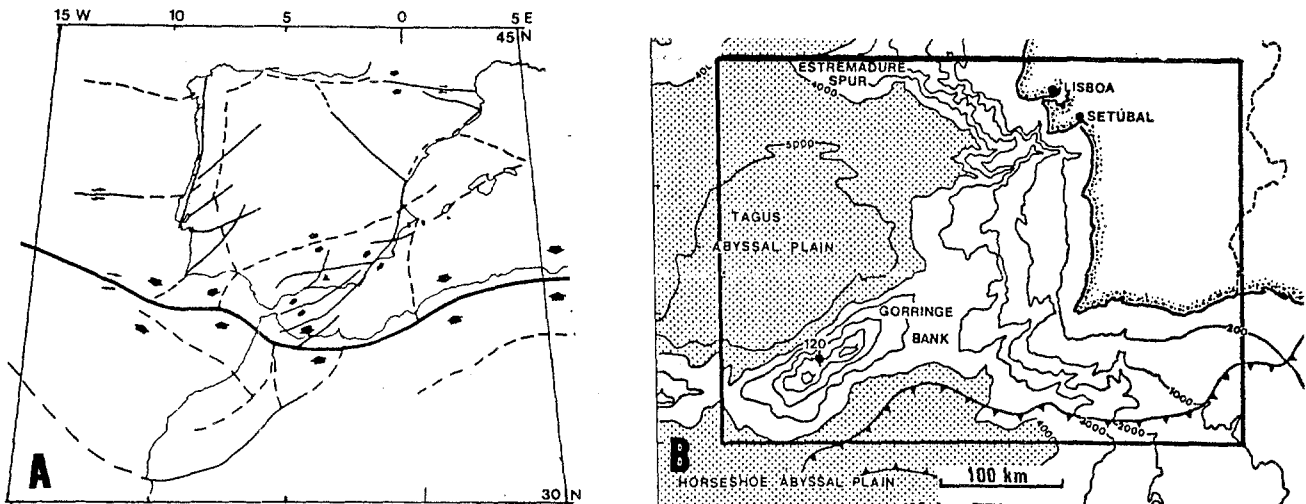 15 W 10 5 0 5 E
45 N
30 N
A
ESTREMADURE
SPUR
4000
LISBOA
SETÚBAL
5000
TAGUS
ABYSSAL PLAIN
GORRINGE
BANK
120
200
1000
2000
3000
4000
B
100 km
HORSESHOE ABYSSAL PLAIN